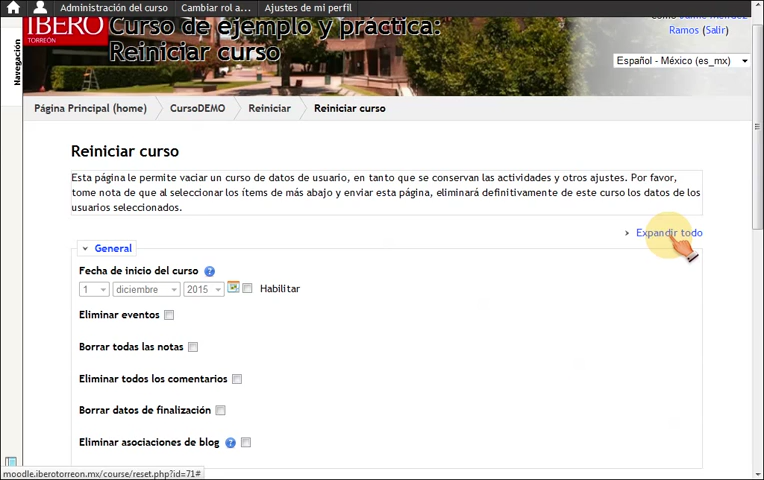 Administración del curso
Cambiar rol a...
Ajustes de mi perfil
IBERO
TORREÓN
Curso de ejemplo y práctica:
Reiniciar curso
Ramos (Salir)
Español - México (es_mx)
Navegación
Página Principal (home)
CursoDEMO
Reiniciar
Reiniciar curso
Reiniciar curso
Esta página le permite vaciar un curso de datos de usuario, en tanto que se conservan las actividades y otros ajustes. Por favor,
tome nota de que al seleccionar los ítems de más abajo y enviar esta página, eliminará definitivamente de este curso los datos de los
usuarios seleccionados.
Expandir todo
General
Fecha de inicio del curso
1 diciembre 2015 Habilitar
Eliminar eventos
Borrar todas las notas
Eliminar todos los comentarios
Borrar datos de finalización
Eliminar asociaciones de blog
moodle.iberotorreon.mx/course/reset.php?id=71#